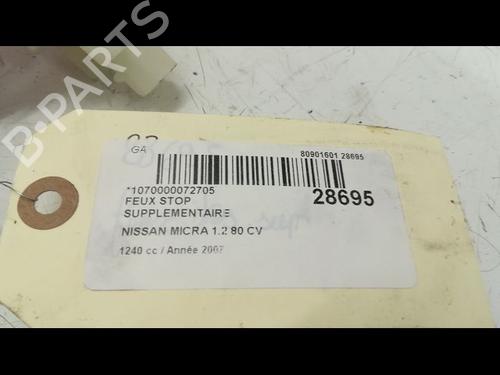 B-PARTS
GA
80901601 28695
*1070000072705
28695
FEUX STOP
SUPPLEMENTAIRE
NISSAN MICRA 1.2 80 CV
1240 cc / Année 2007